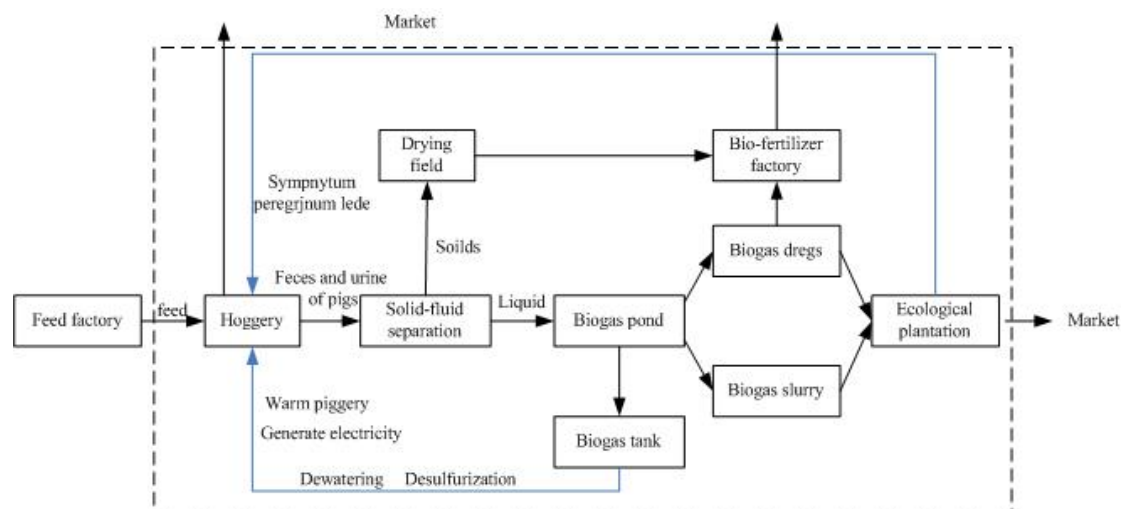 Market
Drying
field
Bio-fertilizer
factory
Sympnytum
peregrjnum lede
Soilds
Biogas dregs
Feces and urine
of pigs
Feed factory
feed
Hoggery
Solid-fluid
separation
Liquid
Biogas pond
Ecological
plantation
Market
Biogas slurry
Warm piggery
Generate electricity
Biogas tank
Dewatering Desulfurization